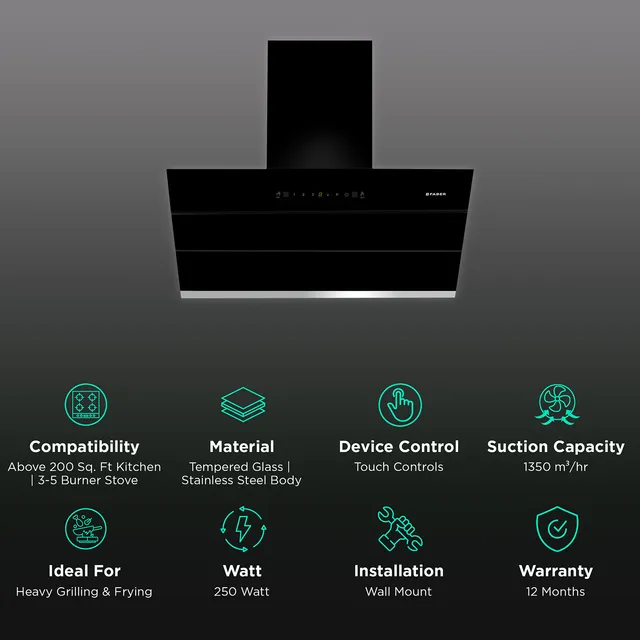 FABER
Compatibility
Above 200 Sq. Ft Kitchen
| 3-5 Burner Stove
Material
Tempered Glass |
Stainless Steel Body
Device Control
Touch Controls
Suction Capacity
1350 m³/hr
Ideal For
Heavy Grilling & Frying
Watt
250 Watt
Installation
Wall Mount
Warranty
12 Months